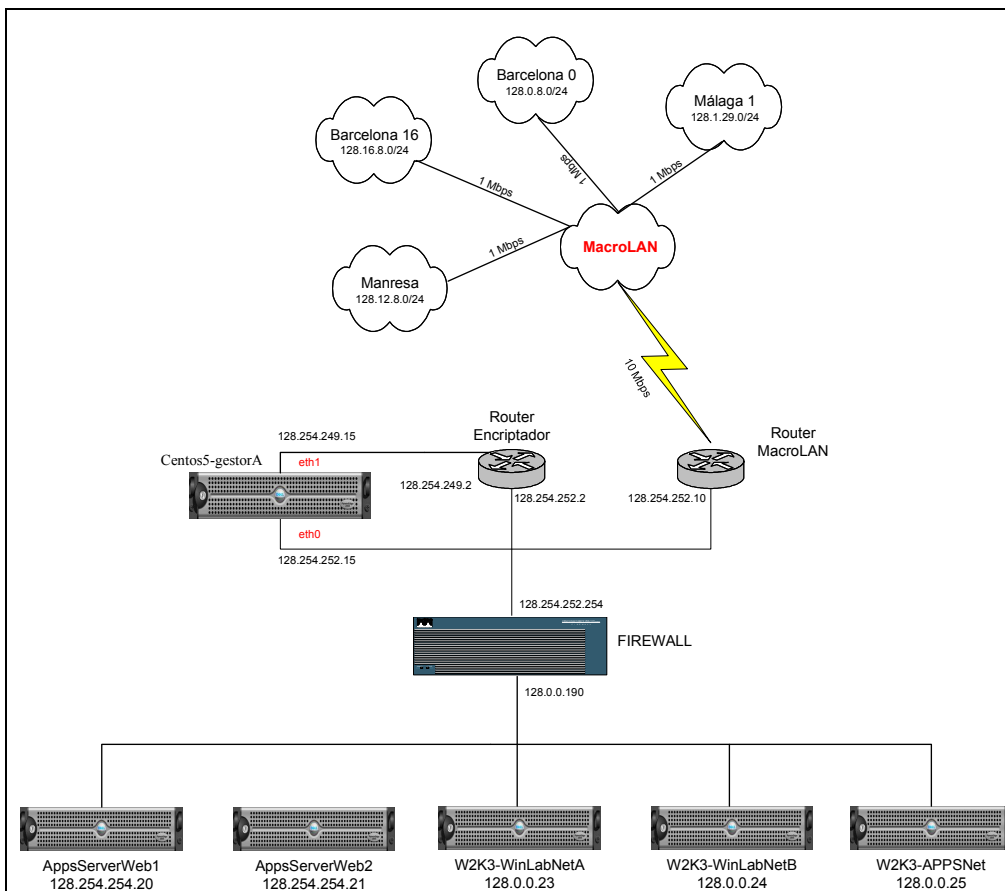 Barcelona 0
128.0.8.0/24
Málaga 1
128.1.29.0/24
Barcelona 16
128.16.8.0/24
1 Mbps
1 Mbps
1 Mbps
MacroLAN
1 Mbps
Manresa
128.12.8.0/24
10 Mbps
Router
Encriptador
Router
MacroLAN
128.254.249.15
Centos5-gestorA
eth1
128.254.249.2
128.254.252.2
128.254.252.10
eth0
128.254.252.15
128.254.252.254
FIREWALL
128.0.0.190
AppsServerWeb1
128.254.254.20
AppsServerWeb2
128.254.254.21
W2K3-WinLabNetA
128.0.0.23
W2K3-WinLabNetB
128.0.0.24
W2K3-APPSNet
128.0.0.25